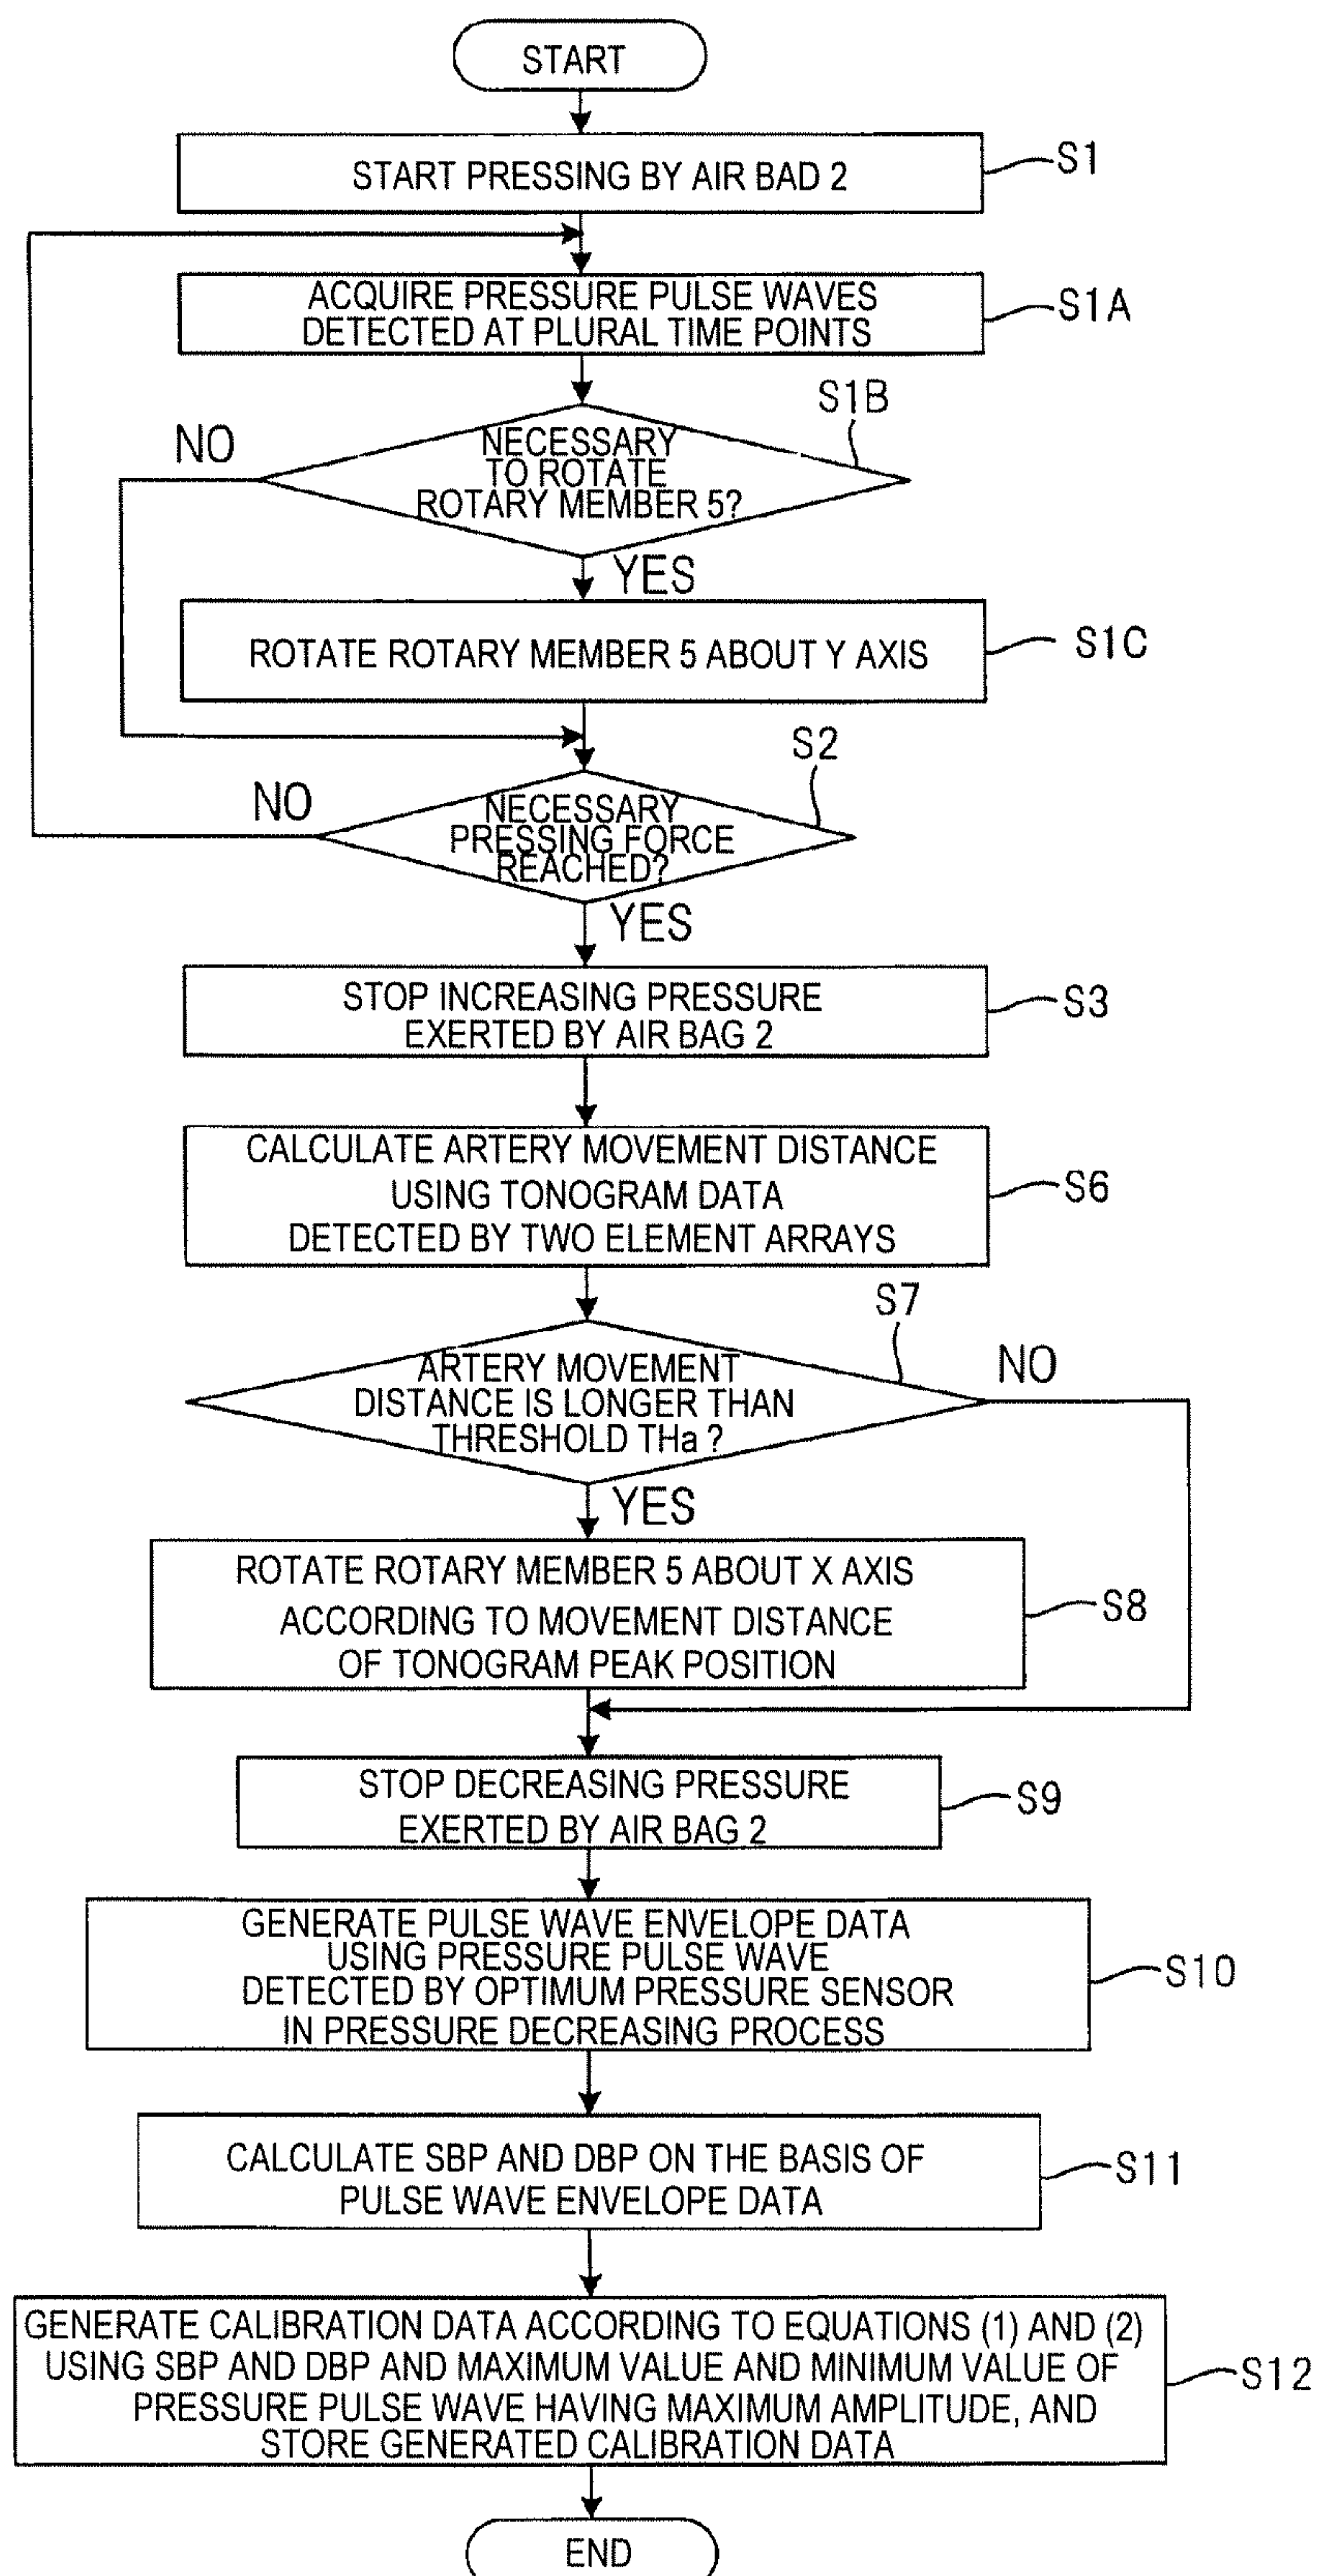 START
START PRESSING BY AIR BAD 2
S1
ACQUIRE PRESSURE PULSE WAVES
DETECTED AT PLURAL TIME POINTS
S1A
S1B
NO
NECESSARY
TO ROTATE
ROTARY MEMBER 5?
YES
ROTATE ROTARY MEMBER 5 ABOUT Y AXIS
S1C
S2
NO
NECESSARY
PRESSING FORCE
REACHED?
YES
STOP INCREASING PRESSURE
EXERTED BY AIR BAG 2
S3
CALCULATE ARTERY MOVEMENT DISTANCE
USING TONOGRAM DATA
DETECTED BY TWO ELEMENT ARRAYS
S6
S7
NO
ARTERY MOVEMENT
DISTANCE IS LONGER THAN
THRESHOLD THa ?
YES
ROTATE ROTARY MEMBER 5 ABOUT X AXIS
ACCORDING TO MOVEMENT DISTANCE
OF TONOGRAM PEAK POSITION
S8
STOP DECREASING PRESSURE
EXERTED BY AIR BAG 2
S9
GENERATE PULSE WAVE ENVELOPE DATA
USING PRESSURE PULSE WAVE
DETECTED BY OPTIMUM PRESSURE SENSOR
IN PRESSURE DECREASING PROCESS
S10
CALCULATE SBP AND DBP ON THE BASIS OF
PULSE WAVE ENVELOPE DATA
S11
GENERATE CALIBRATION DATA ACCORDING TO EQUATIONS (1) AND (2)
USING SBP AND DBP AND MAXIMUM VALUE AND MINIMUM VALUE OF
PRESSURE PULSE WAVE HAVING MAXIMUM AMPLITUDE, AND
STORE GENERATED CALIBRATION DATA
S12
END